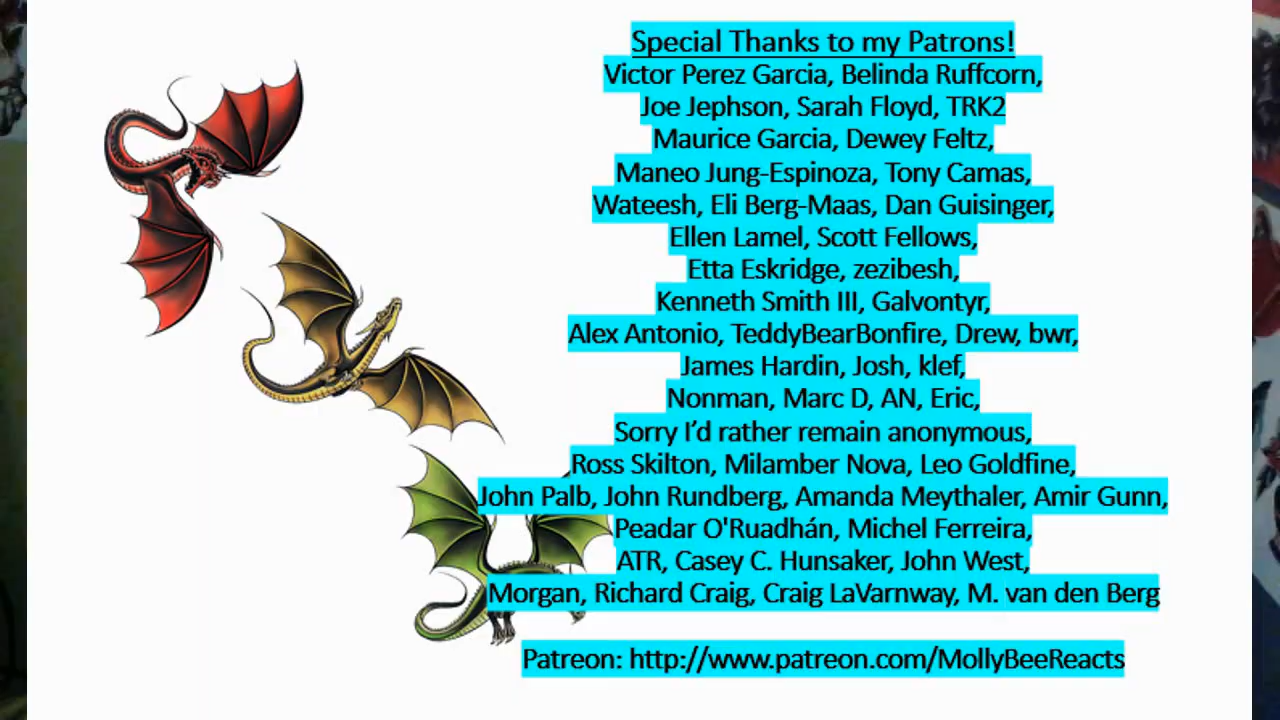 Special Thanks to my Patrons!
Victor Perez Garcia, Belinda Ruffcorn,
Joe Jephson, Sarah Floyd, TRK2
Maurice Garcia, Dewey Feltz,
Maneo Jung-Espinoza, Tony Camas,
Wateesh, Eli Berg-Maas, Dan Guisinger,
Ellen Lamel, Scott Fellows,
Etta Eskridge, zezibesh,
Kenneth Smith III, Galvontyr,
Alex Antonio, TeddyBearBonfire, Drew, bwr,
James Hardin, Josh, klef,
Nonman, Marc D, AN, Eric,
Sorry I’d rather remain anonymous,
Ross Skilton, Milamber Nova, Leo Goldfine,
John Palb, John Rundberg, Amanda Meythaler, Amir Gunn,
Peadar O'Ruadhán, Michel Ferreira,
ATR, Casey C. Hunsaker, John West,
Morgan, Richard Craig, Craig LaVarnway, M. van den Berg
Patreon: http://www.patreon.com/MollyBeeReacts